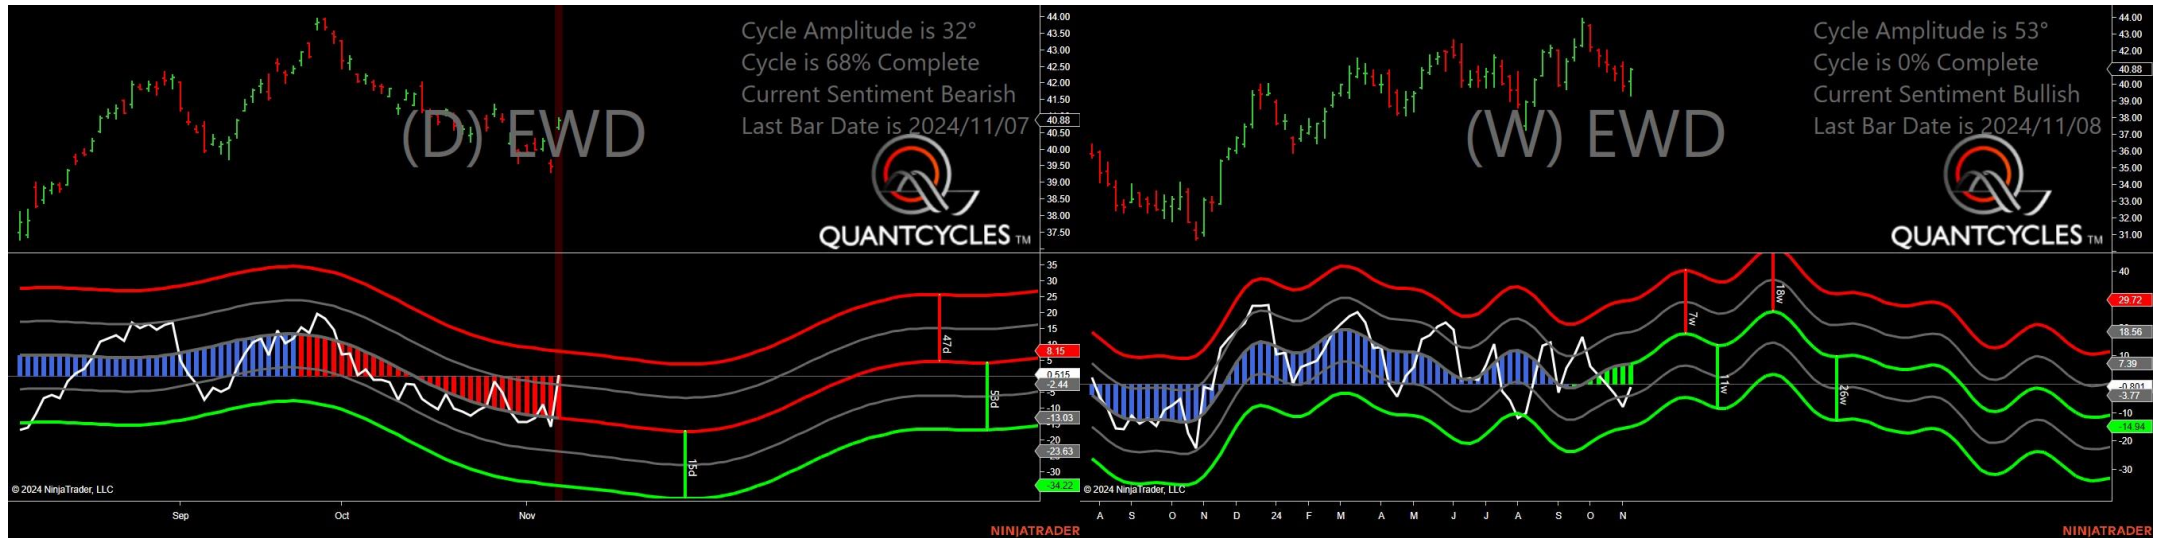 Cycle Amplitude is 32°
Cycle is 68% Complete
Current Sentiment Bearish
Last Bar Date is 2024/11/07
(D) EWD
QUANTCYCLES TM
44.00
43.50
43.00
42.50
42.00
41.50
40.88
40.50
40.00
39.50
39.00
38.50
38.00
37.50
35
30
25
20
15
8.15
5
0.515
-2.44
-5
-10
-13.03
-20
-23.63
-30
-34.22
47d
53d
15d
© 2024 NinjaTrader, LLC
Sep
Oct
Nov
NINJATRADER
Cycle Amplitude is 53°
Cycle is 0% Complete
Current Sentiment Bullish
Last Bar Date is 2024/11/08
(W) EWD
QUANTCYCLES TM
44.00
43.00
42.00
40.88
40.00
39.00
38.00
37.00
36.00
35.00
34.00
33.00
32.00
31.00
40
29.72
18.56
10
7.39
-0.801
-3.77
-10
-14.94
-20
-30
7w
18w
11w
26w
© 2024 NinjaTrader, LLC
A S O N D 24 F M A M J J A S O N
NINJATRADER